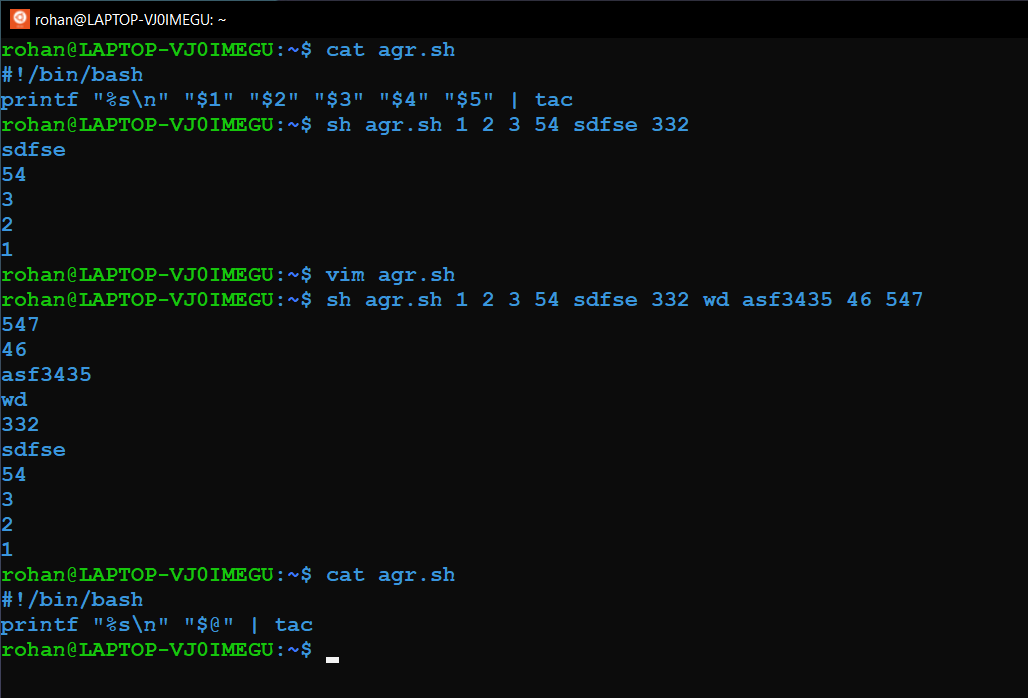 rohan@LAPTOP-VJ0IMEGU: ~
rohan@LAPTOP-VJ0IMEGU:~$ cat agr.sh
#!/bin/bash
printf "%s\n" "$1" "$2" "$3" "$4" "$5" | tac
rohan@LAPTOP-VJ0IMEGU:~$ sh agr.sh 1 2 3 54 sdfse 332
sdfse
54
3
2
1
rohan@LAPTOP-VJ0IMEGU:~$ vim agr.sh
rohan@LAPTOP-VJ0IMEGU:~$ sh agr.sh 1 2 3 54 sdfse 332 wd asf3435 46 547
547
46
asf3435
wd
332
sdfse
54
3
2
1
rohan@LAPTOP-VJ0IMEGU:~$ cat agr.sh
#!/bin/bash
printf "%s\n" "$@" | tac
rohan@LAPTOP-VJ0IMEGU:~$